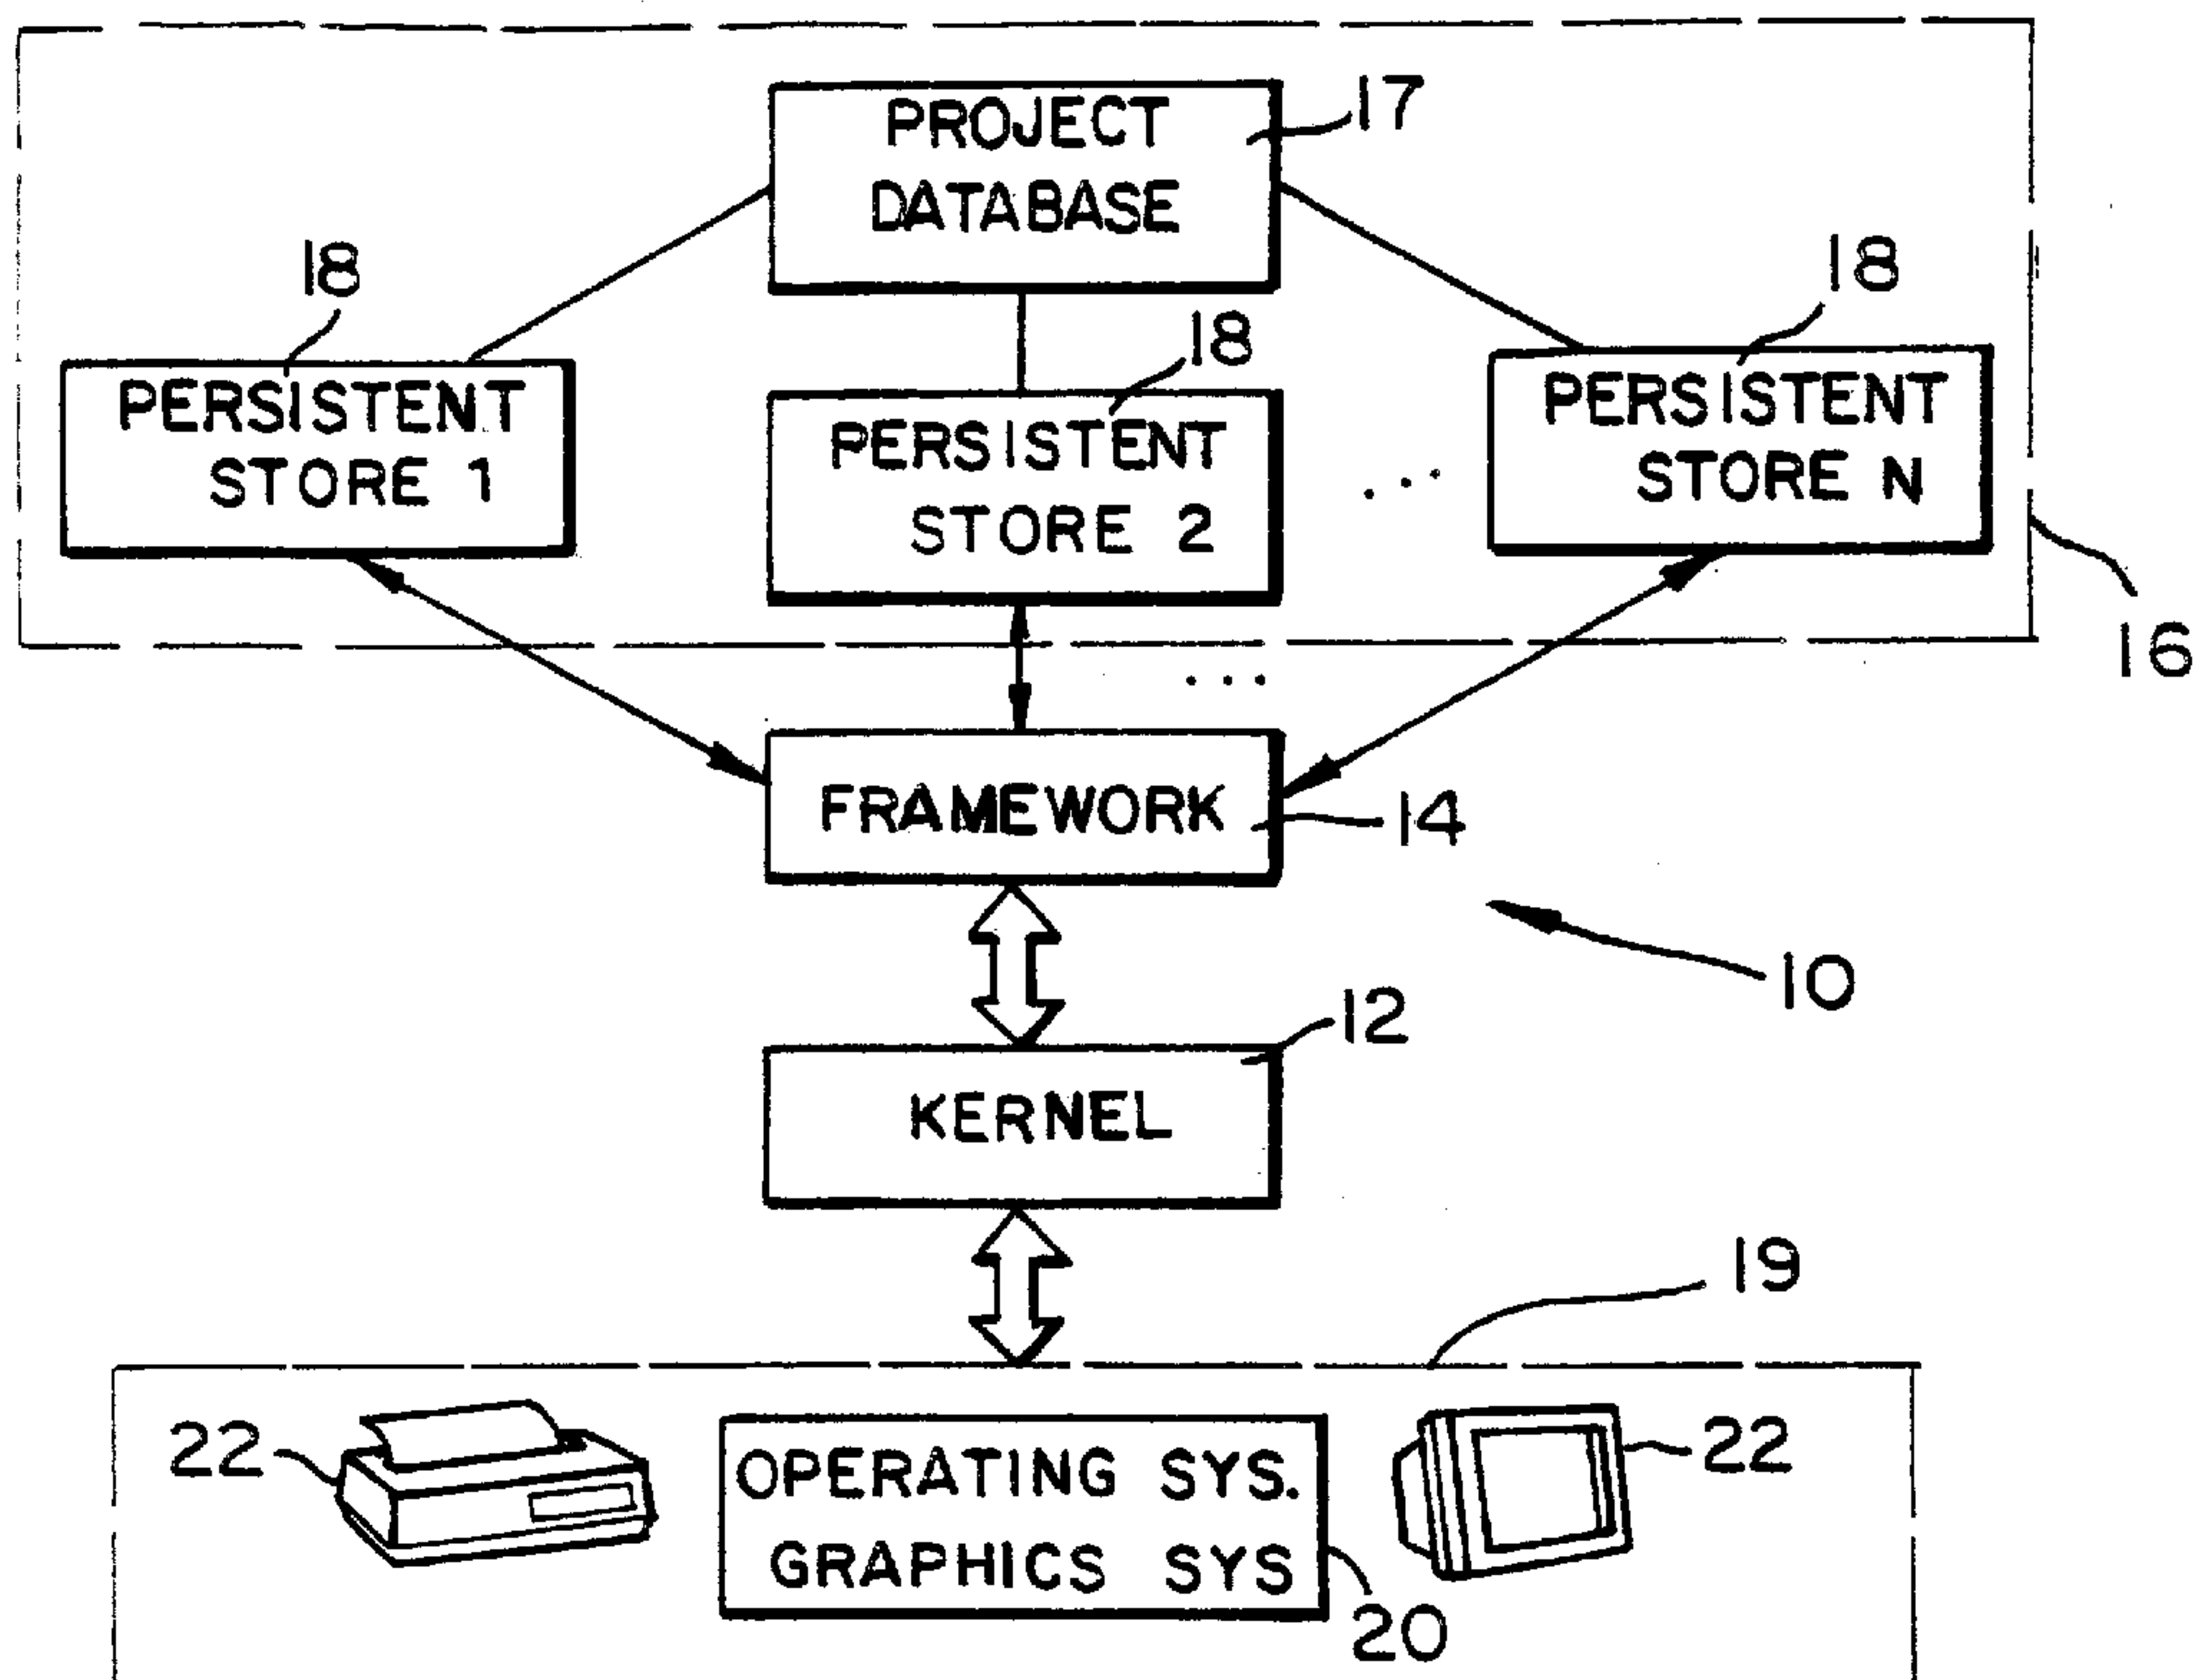 17
PROJECT
DATABASE
18
18
18
PERSISTENT
STORE 1
PERSISTENT
STORE 2
. . .
PERSISTENT
STORE N
16
. . .
FRAMEWORK
14
10
12
KERNEL
19
22
OPERATING SYS.
GRAPHICS SYS
22
20